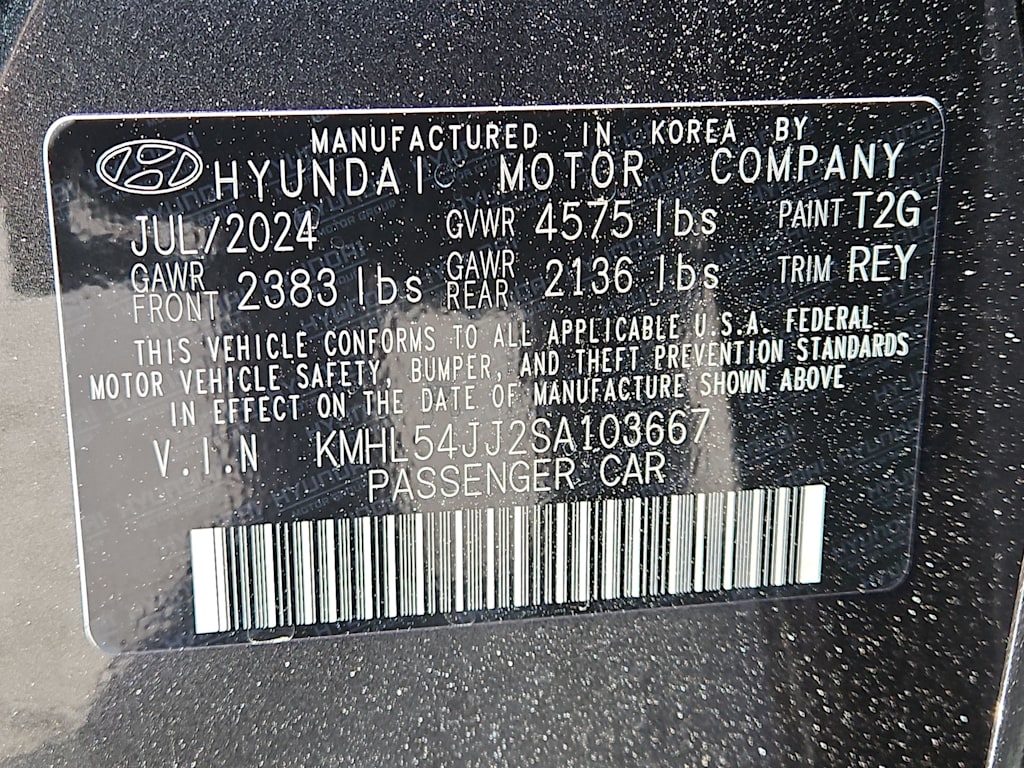 MANUFACTURED IN KOREA BY
HYUNDAI MOTOR COMPANY
JUL/2024 GVWR 4575 lbs PAINT T2G
GAWR FRONT 2383 lbs GAWR REAR 2136 lbs TRIM REY
THIS VEHICLE CONFORMS TO ALL APPLICABLE U.S.A. FEDERAL
MOTOR VEHICLE SAFETY, BUMPER, AND THEFT PREVENTION STANDARDS
IN EFFECT ON THE DATE OF MANUFACTURE SHOWN ABOVE
V.I.N KMHL54JJ2SA103667
PASSENGER CAR